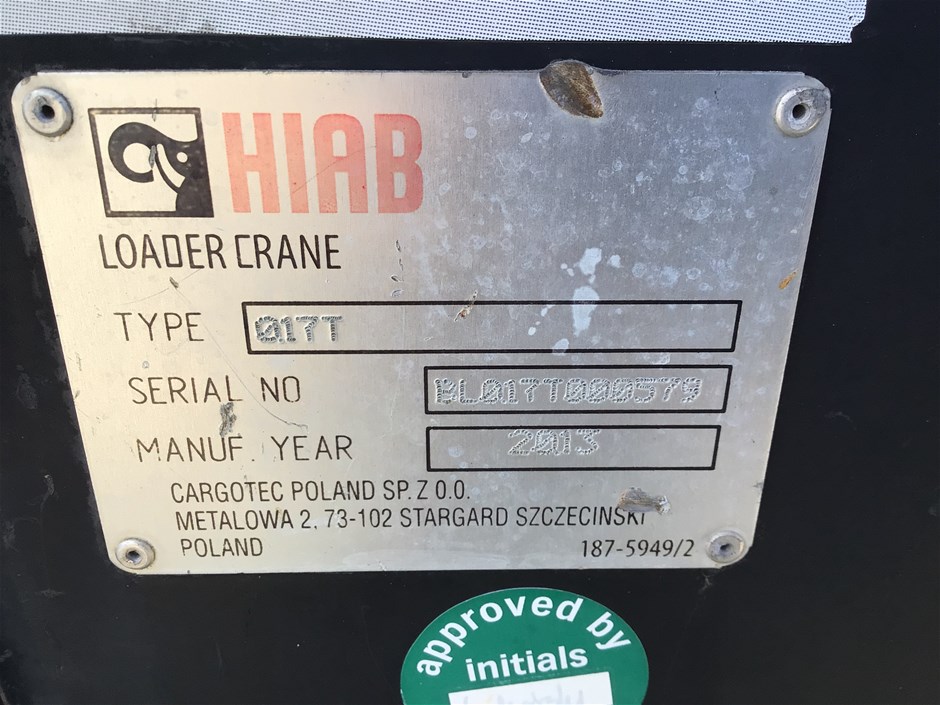 HIAB
LOADER CRANE
TYPE 017T
SERIAL NO BL017T000579
MANUF. YEAR 2013
CARGOTEC POLAND SP. Z O.O.
METALOWA 2, 73-102 STARGARD SZCZECINSKI
POLAND 187-5949/2
approved by
initials